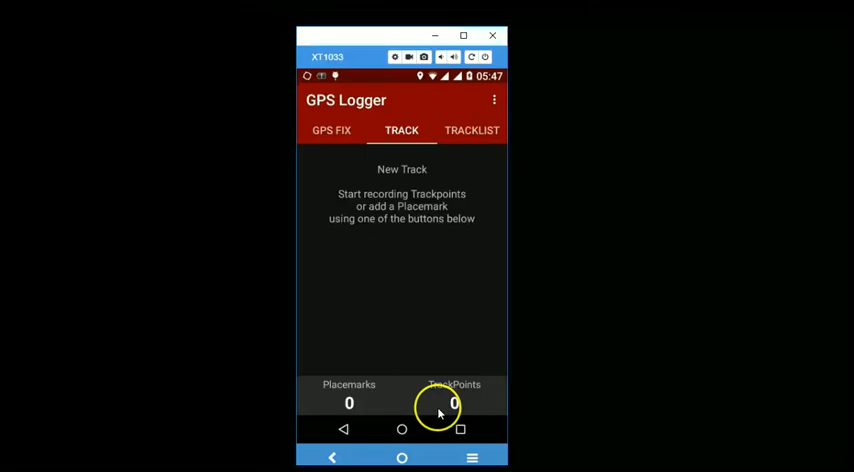 XT1033
05:47
GPS Logger
GPS FIX TRACK TRACKLIST
New Track
Start recording Trackpoints
or add a Placemark
using one of the buttons below
Placemarks TrackPoints
0 0